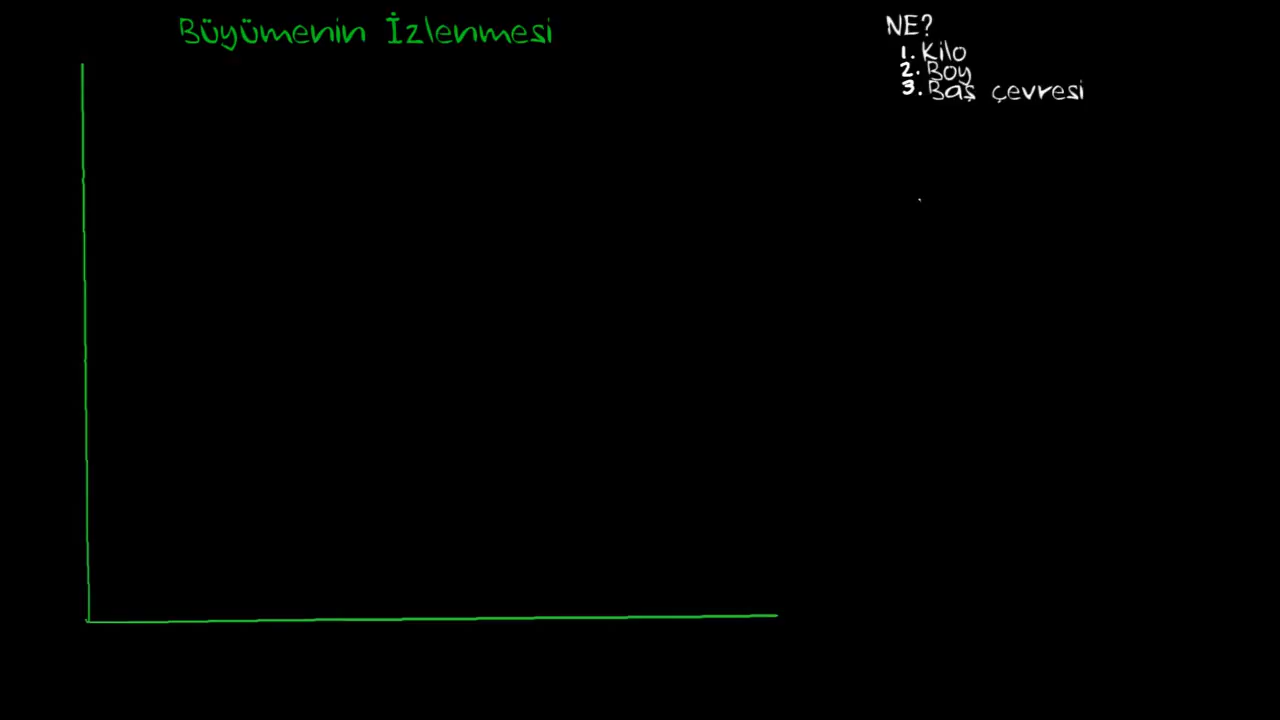 Büyümenin İzlenmesi
NE?
1. Kilo
2. Boy
3. Baş çevresi